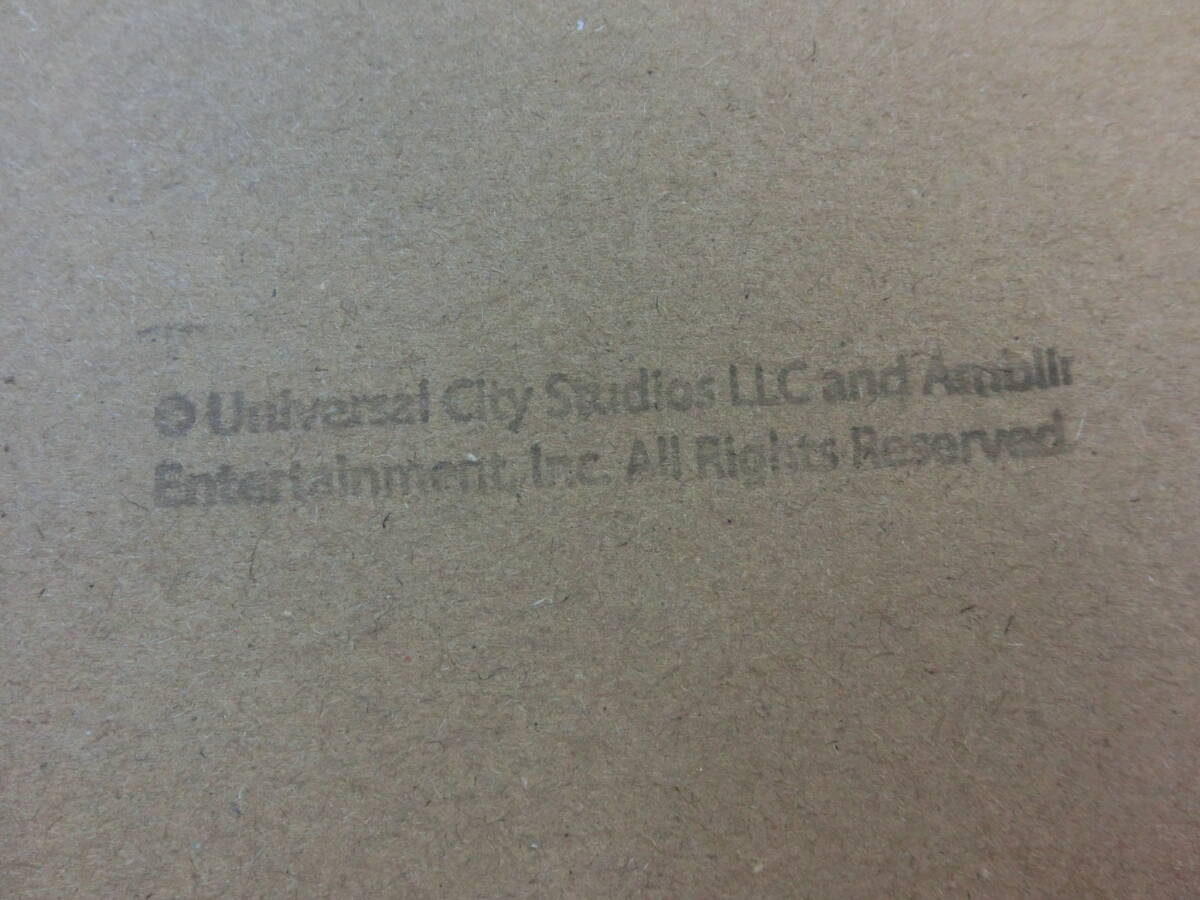 © Universal City Studios LLC and Amblin
Entertainment, Inc. All Rights Reserved.